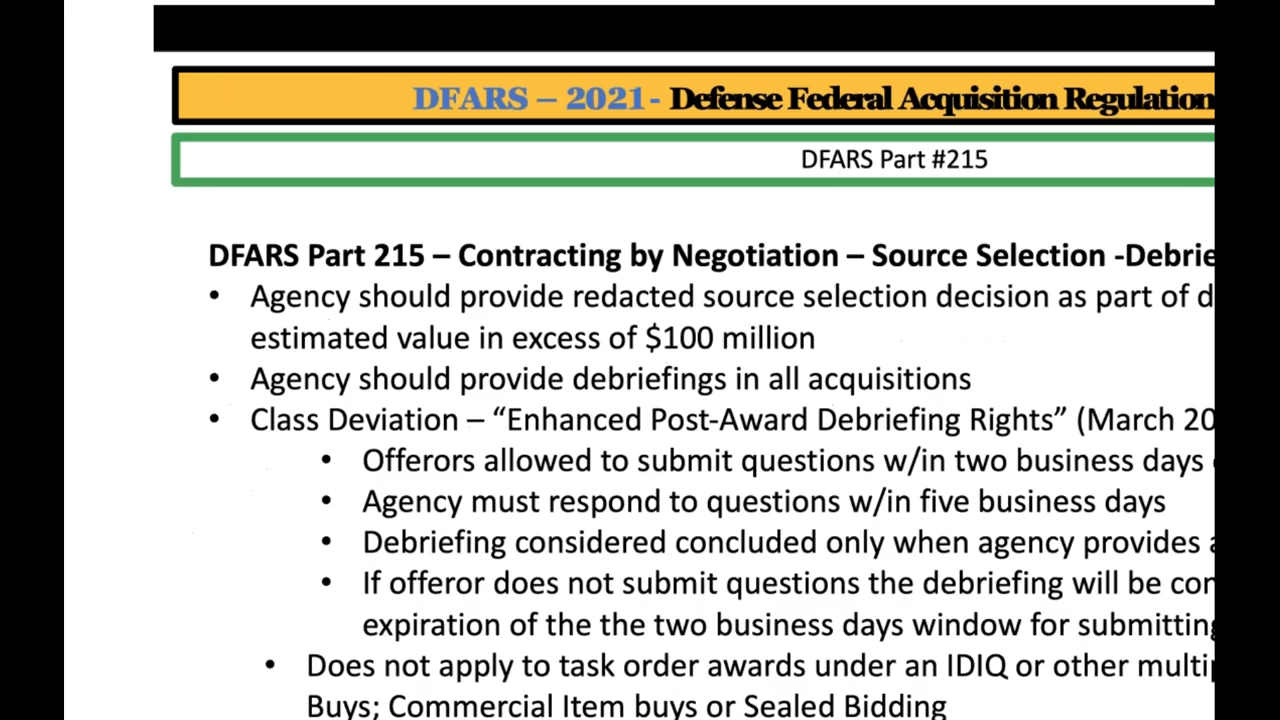 DFARS – 2021- Defense Federal Acquisition Regulation
DFARS Part #215
DFARS Part 215 – Contracting by Negotiation – Source Selection -Debrie
• Agency should provide redacted source selection decision as part of d
estimated value in excess of $100 million
• Agency should provide debriefings in all acquisitions
• Class Deviation – “Enhanced Post-Award Debriefing Rights” (March 20
• Offerors allowed to submit questions w/in two business days
• Agency must respond to questions w/in five business days
• Debriefing considered concluded only when agency provides a
• If offeror does not submit questions the debriefing will be con
expiration of the the two business days window for submitting
• Does not apply to task order awards under an IDIQ or other multip
Buys; Commercial Item buys or Sealed Bidding